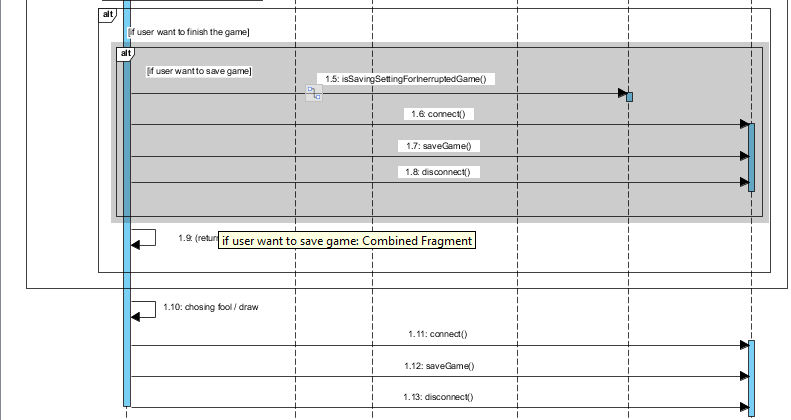 alt
[if user want to finish the game]
alt
[if user want to save game]
1.5: isSavingSettingForInerruptedGame()
1.6: connect()
1.7: saveGame()
1.8: disconnect()
1.9: (return
if user want to save game: Combined Fragment
1.10: chosing fool / draw
1.11: connect()
1.12: saveGame()
1.13: disconnect()